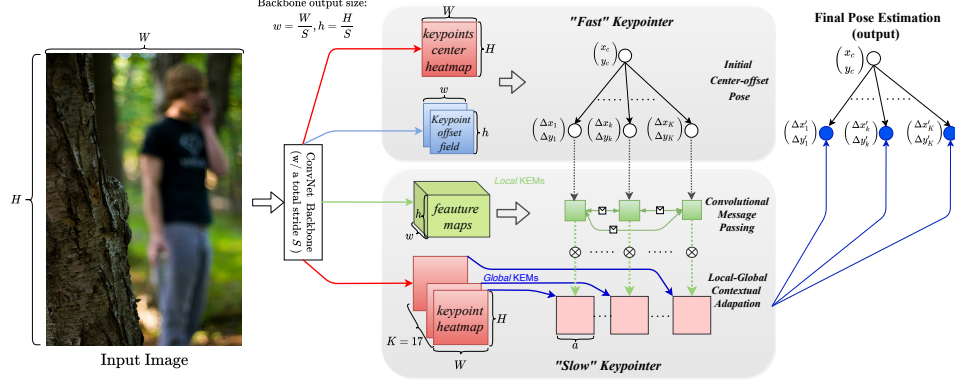 Backbone output size:
w = W/S, h = H/S
W
H
Input Image
ConvNet Backbone
(w/ a total stride S)
"Fast" Keypointer
W
keypoints
center
heatmap
H
w
Keypoint
offset
field
h
(x_c
y_c)
Initial
Center-offset
Pose
(Δx_1
Δy_1)
(Δx_k
Δy_k)
(Δx_K
Δy_K)
Local KEMs
feauture
maps
h
w
Convolutional
Message
Passing
Global KEMs
Local-Global
Contextual
Adapation
keypoint
heatmap
H
K = 17
W
a
"Slow" Keypointer
Final Pose Estimation
(output)
(x_c
y_c)
(Δx′_1
Δy′_1)
(Δx′_k
Δy′_k)
(Δx′_K
Δy′_K)